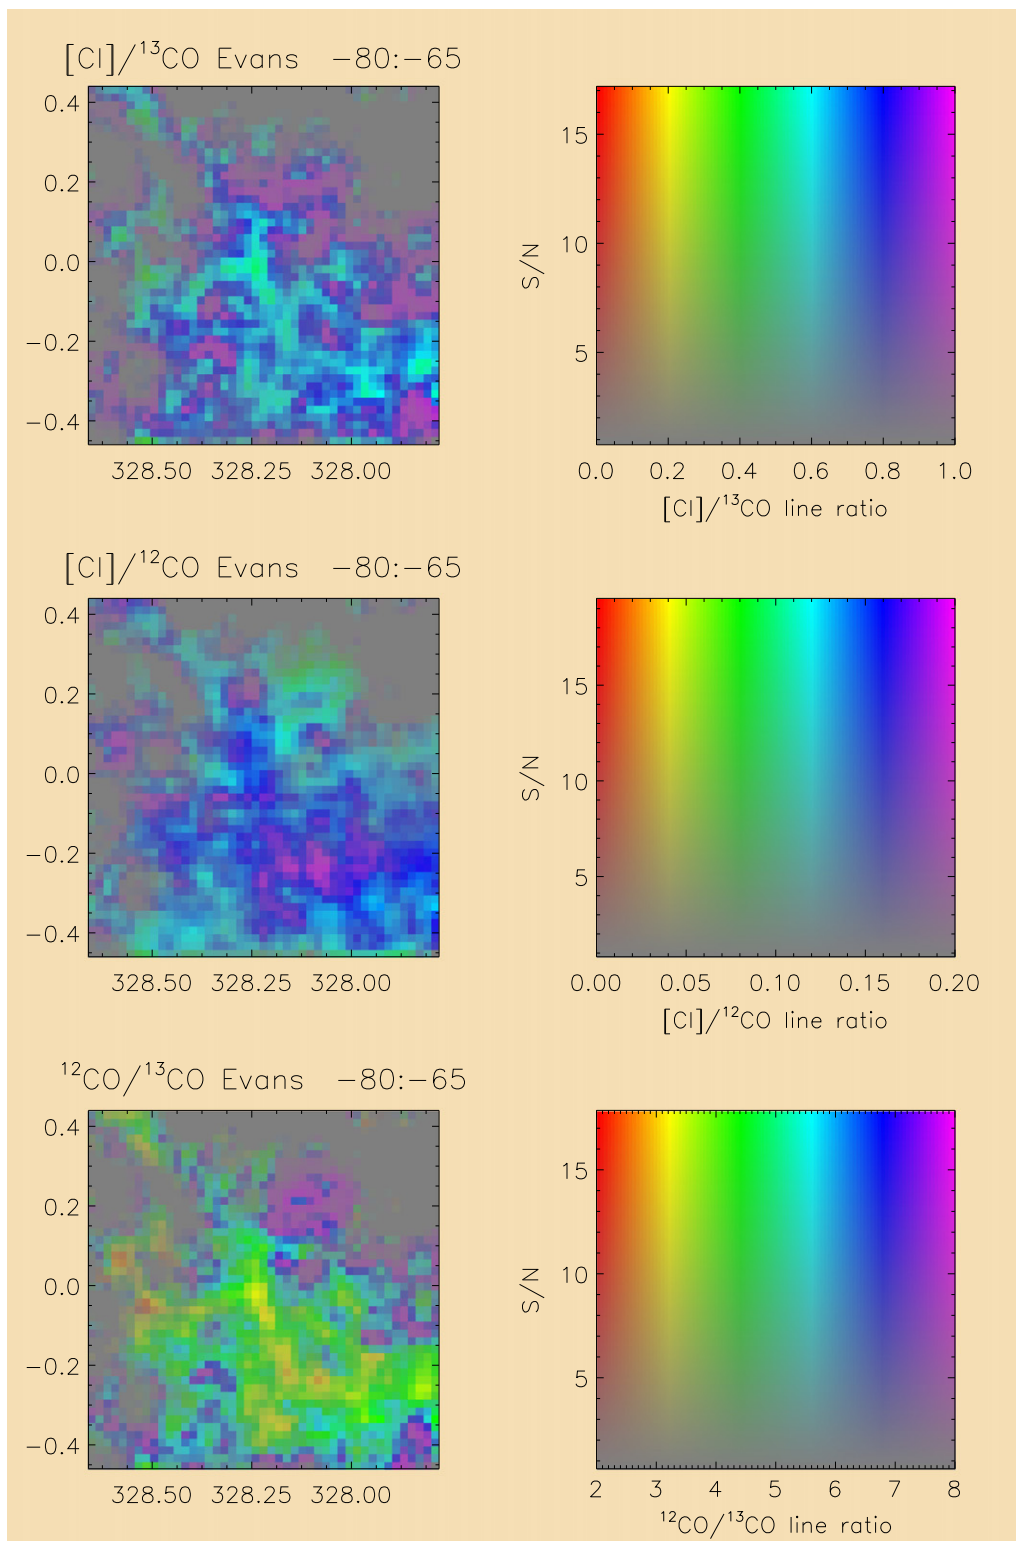 [CI]/¹³CO Evans −80:−65
0.4
0.2
0.0
−0.2
−0.4
328.50 328.25 328.00
S/N
15
10
5
0.0 0.2 0.4 0.6 0.8 1.0
[CI]/¹³CO line ratio
[CI]/¹²CO Evans −80:−65
0.4
0.2
0.0
−0.2
−0.4
328.50 328.25 328.00
S/N
15
10
5
0.00 0.05 0.10 0.15 0.20
[CI]/¹²CO line ratio
¹²CO/¹³CO Evans −80:−65
0.4
0.2
0.0
−0.2
−0.4
328.50 328.25 328.00
S/N
15
10
5
2 3 4 5 6 7 8
¹²CO/¹³CO line ratio